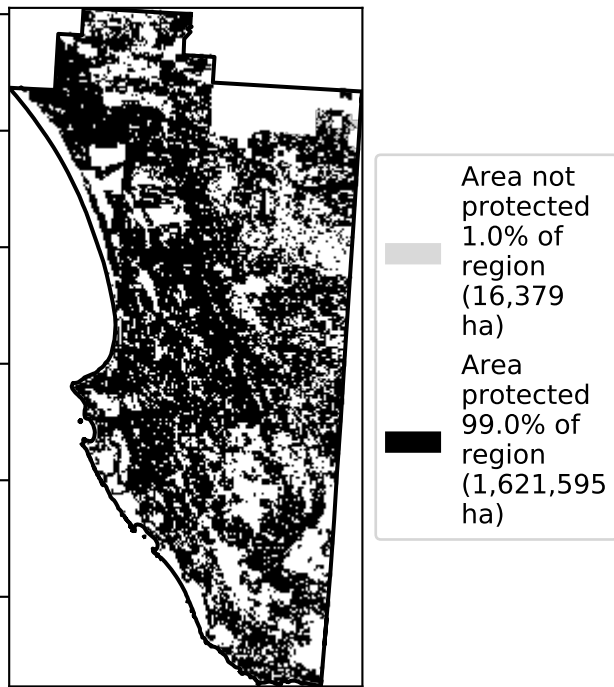 Area not
protected
1.0% of
region
(16,379
ha)
Area
protected
99.0% of
region
(1,621,595
ha)